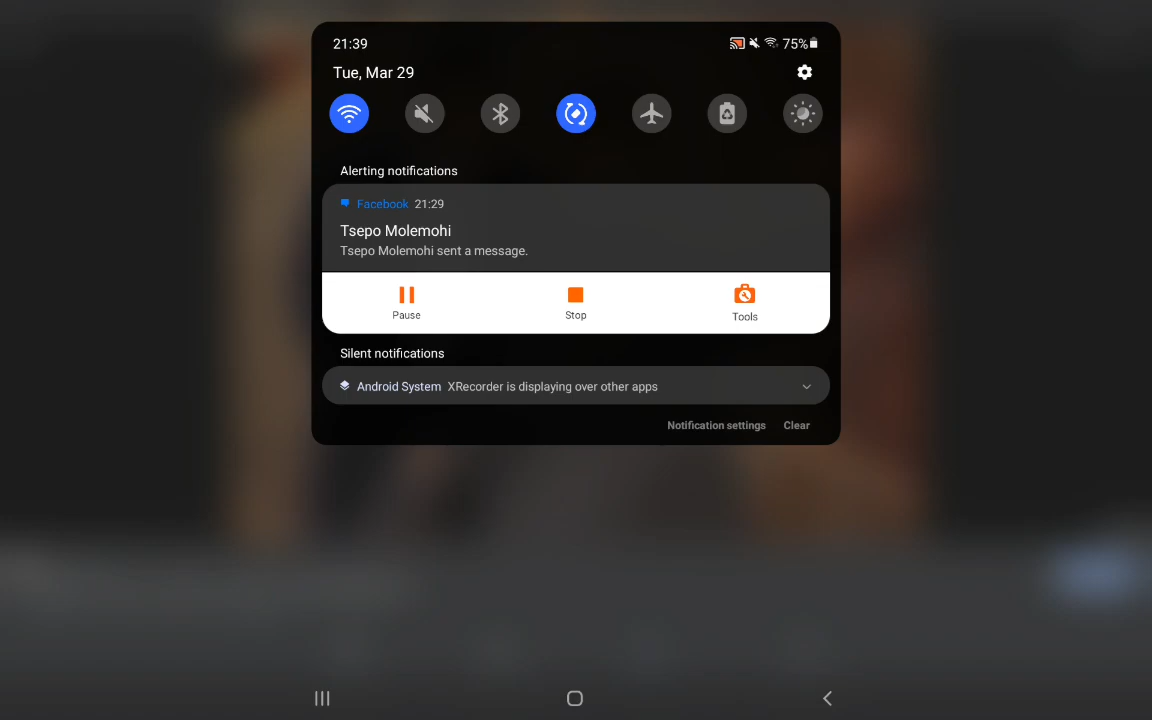 21:39
75%
Tue, Mar 29
Alerting notifications
Facebook 21:29
Tsepo Molemohi
Tsepo Molemohi sent a message.
Pause
Stop
Tools
Silent notifications
Android System XRecorder is displaying over other apps
Notification settings
Clear